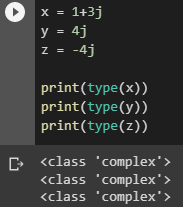 x = 1+3j
y = 4j
z = -4j
print(type(x))
print(type(y))
print(type(z))
<class 'complex'>
<class 'complex'>
<class 'complex'>